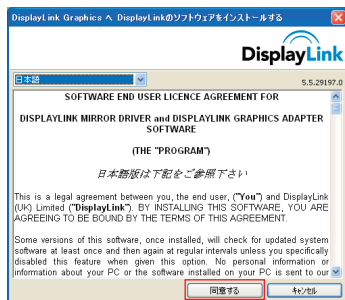 DisplayLink Graphics へ DisplayLinkのソフトウェアをインストールする
DisplayLink
日本語
5.5.29197.0
SOFTWARE END USER LICENCE AGREEMENT FOR
DISPLAYLINK MIRROR DRIVER and DISPLAYLINK GRAPHICS ADAPTER
SOFTWARE
(THE "PROGRAM")
日本語版は下記をご参照下さい
This is a legal agreement between you, the end user, ("You") and DisplayLink
(UK) Limited ("DisplayLink"). BY INSTALLING THIS SOFTWARE, YOU ARE
AGREEING TO BE BOUND BY THE TERMS OF THIS AGREEMENT.
Some versions of this software, once installed, will check for updated system
software at least once and then again at regular intervals unless you specifically
disabled this feature when given this option. No personal information or
information about your PC or the software installed on your PC is sent to our
同意する
キャンセル